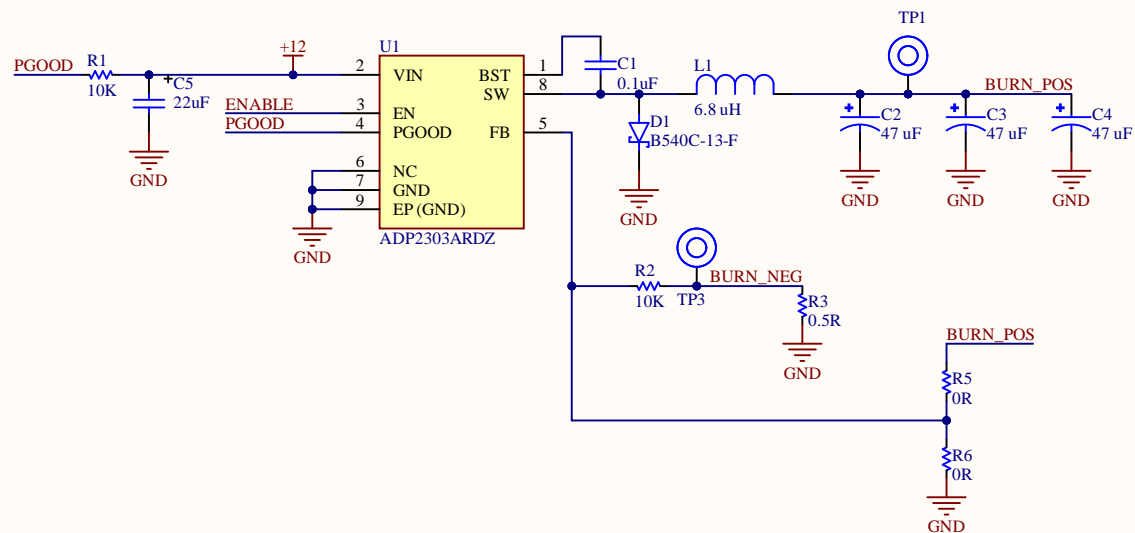 TP1
+12
U1
PGOOD
R1
10K
C5
22uF
2
VIN
BST
1
C1
0.1uF
L1
6.8 uH
BURN_POS
SW
8
ENABLE
3
EN
PGOOD
4
PGOOD
FB
5
D1
B540C-13-F
C2
47 uF
C3
47 uF
C4
47 uF
6
NC
7
GND
9
EP (GND)
GND
GND
GND
GND
GND
GND
ADP2303ARDZ
R2
10K
TP3
BURN_NEG
R3
0.5R
GND
BURN_POS
R5
0R
R6
0R
GND